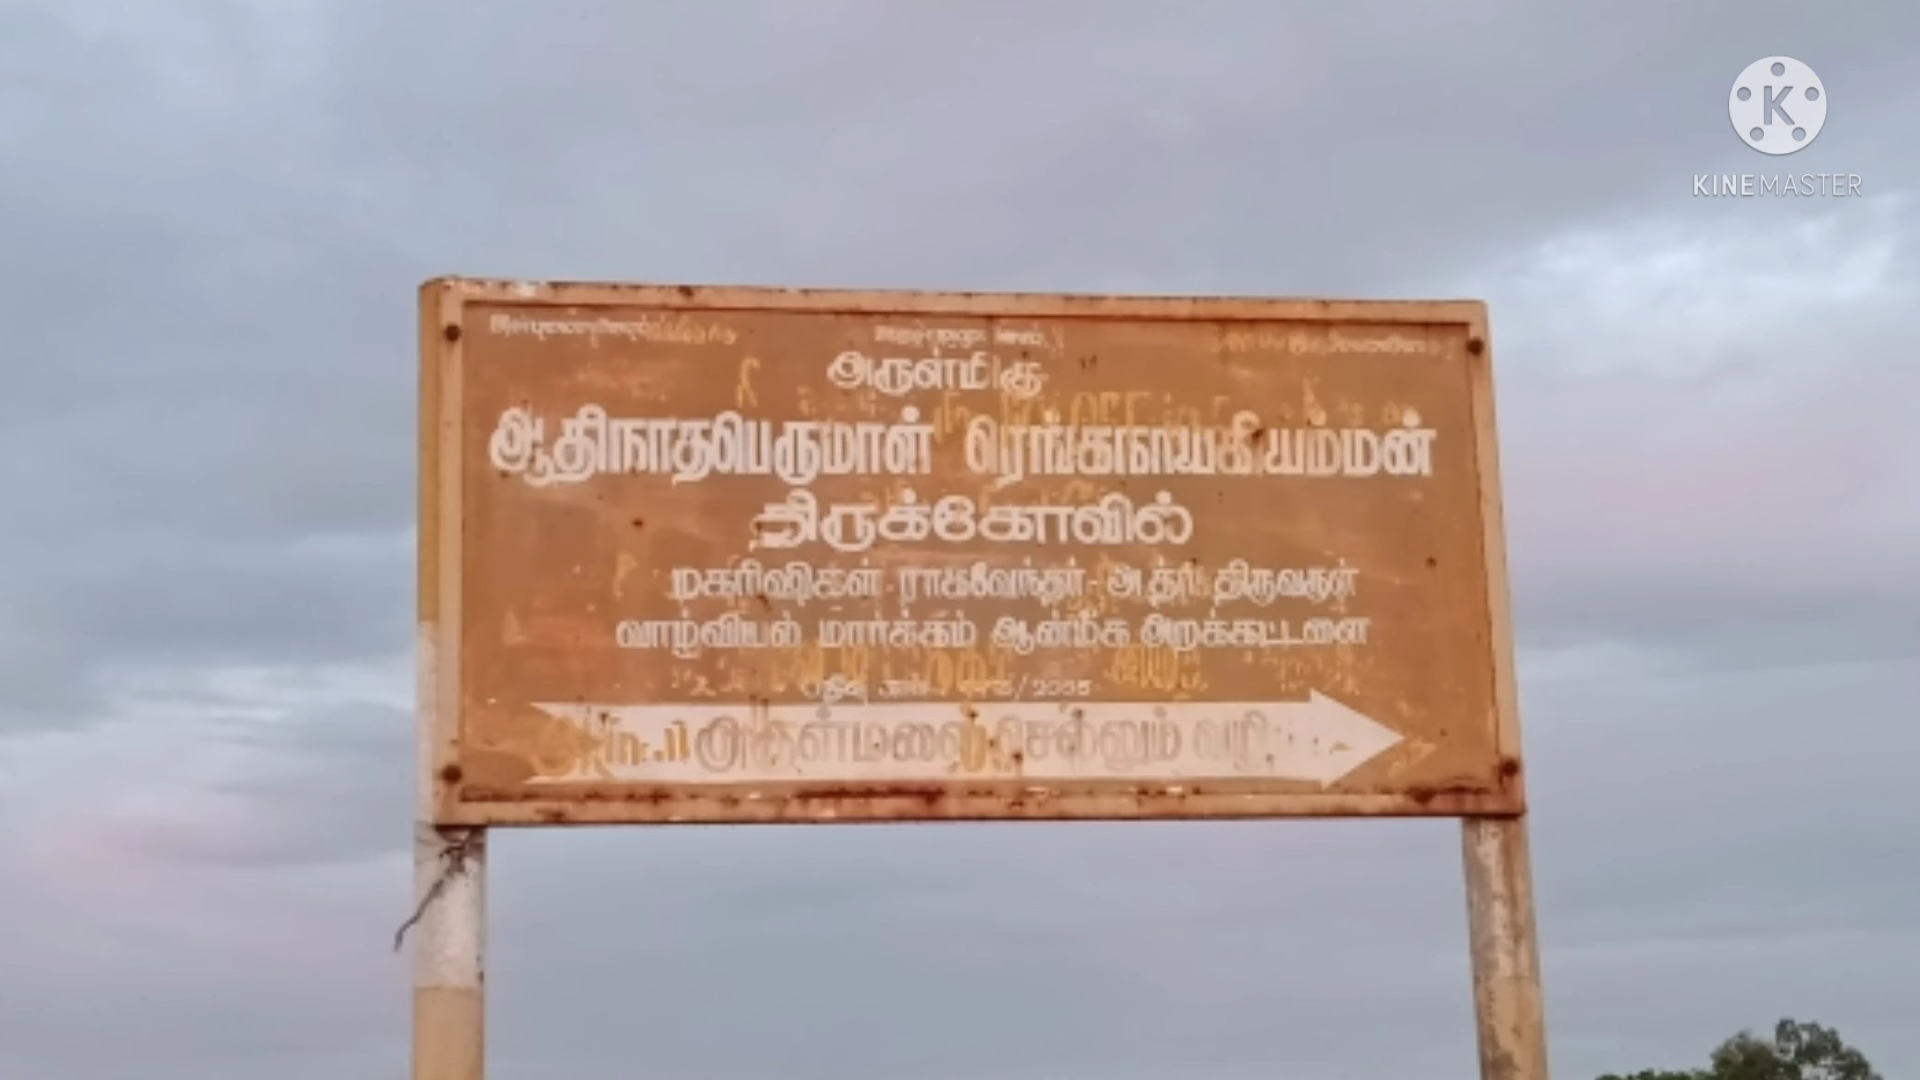 KINEMASTER
அருள்மிகு
ஆதிநாதபெருமாள் ரெங்கநாயகியம்மன்
திருக்கோவில்
மகரிஷிகள் ராகவேந்தர் அத்ரி திருவருள்
வாழ்வியல் மார்க்கம் ஆன்மீக அறக்கட்டளை
செல்லும் வழி